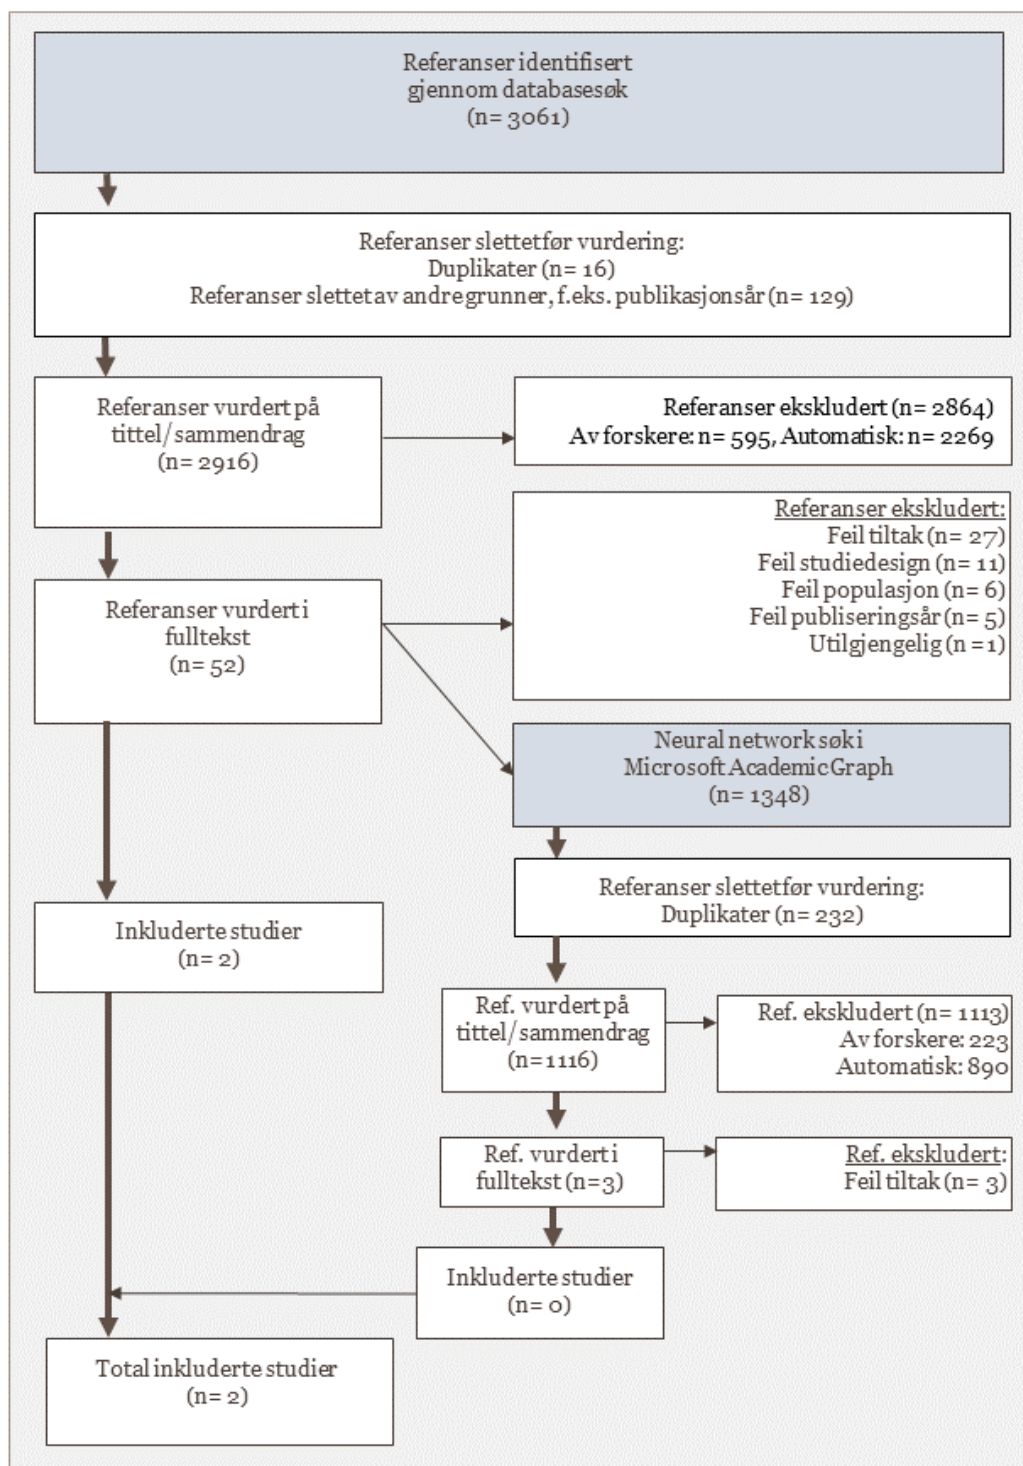 Referanser identifisert
gjennom databasesøk
(n= 3061)
Referanser slettet før vurdering:
Duplikater (n= 16)
Referanser slettet av andre grunner, f.eks. publikasjonsår (n= 129)
Referanser vurdert på
tittel/sammendrag
(n= 2916)
Referanser ekskludert (n= 2864)
Av forskere: n= 595, Automatisk: n= 2269
Referanser vurdert i
fulltekst
(n= 52)
Referanser ekskludert:
Feil tiltak (n= 27)
Feil studiedesign (n= 11)
Feil populasjon (n= 6)
Feil publiseringsår (n= 5)
Utilgjengelig (n =1)
Neural network søk i
Microsoft Academic Graph
(n= 1348)
Referanser slettet før vurdering:
Duplikater (n= 232)
Inkluderte studier
(n= 2)
Ref. vurdert på
tittel/sammendrag
(n=1116)
Ref. ekskludert (n= 1113)
Av forskere: 223
Automatisk: 890
Ref. vurdert i
fulltekst (n=3)
Ref. ekskludert:
Feil tiltak (n= 3)
Inkluderte studier
(n= 0)
Total inkluderte studier
(n= 2)